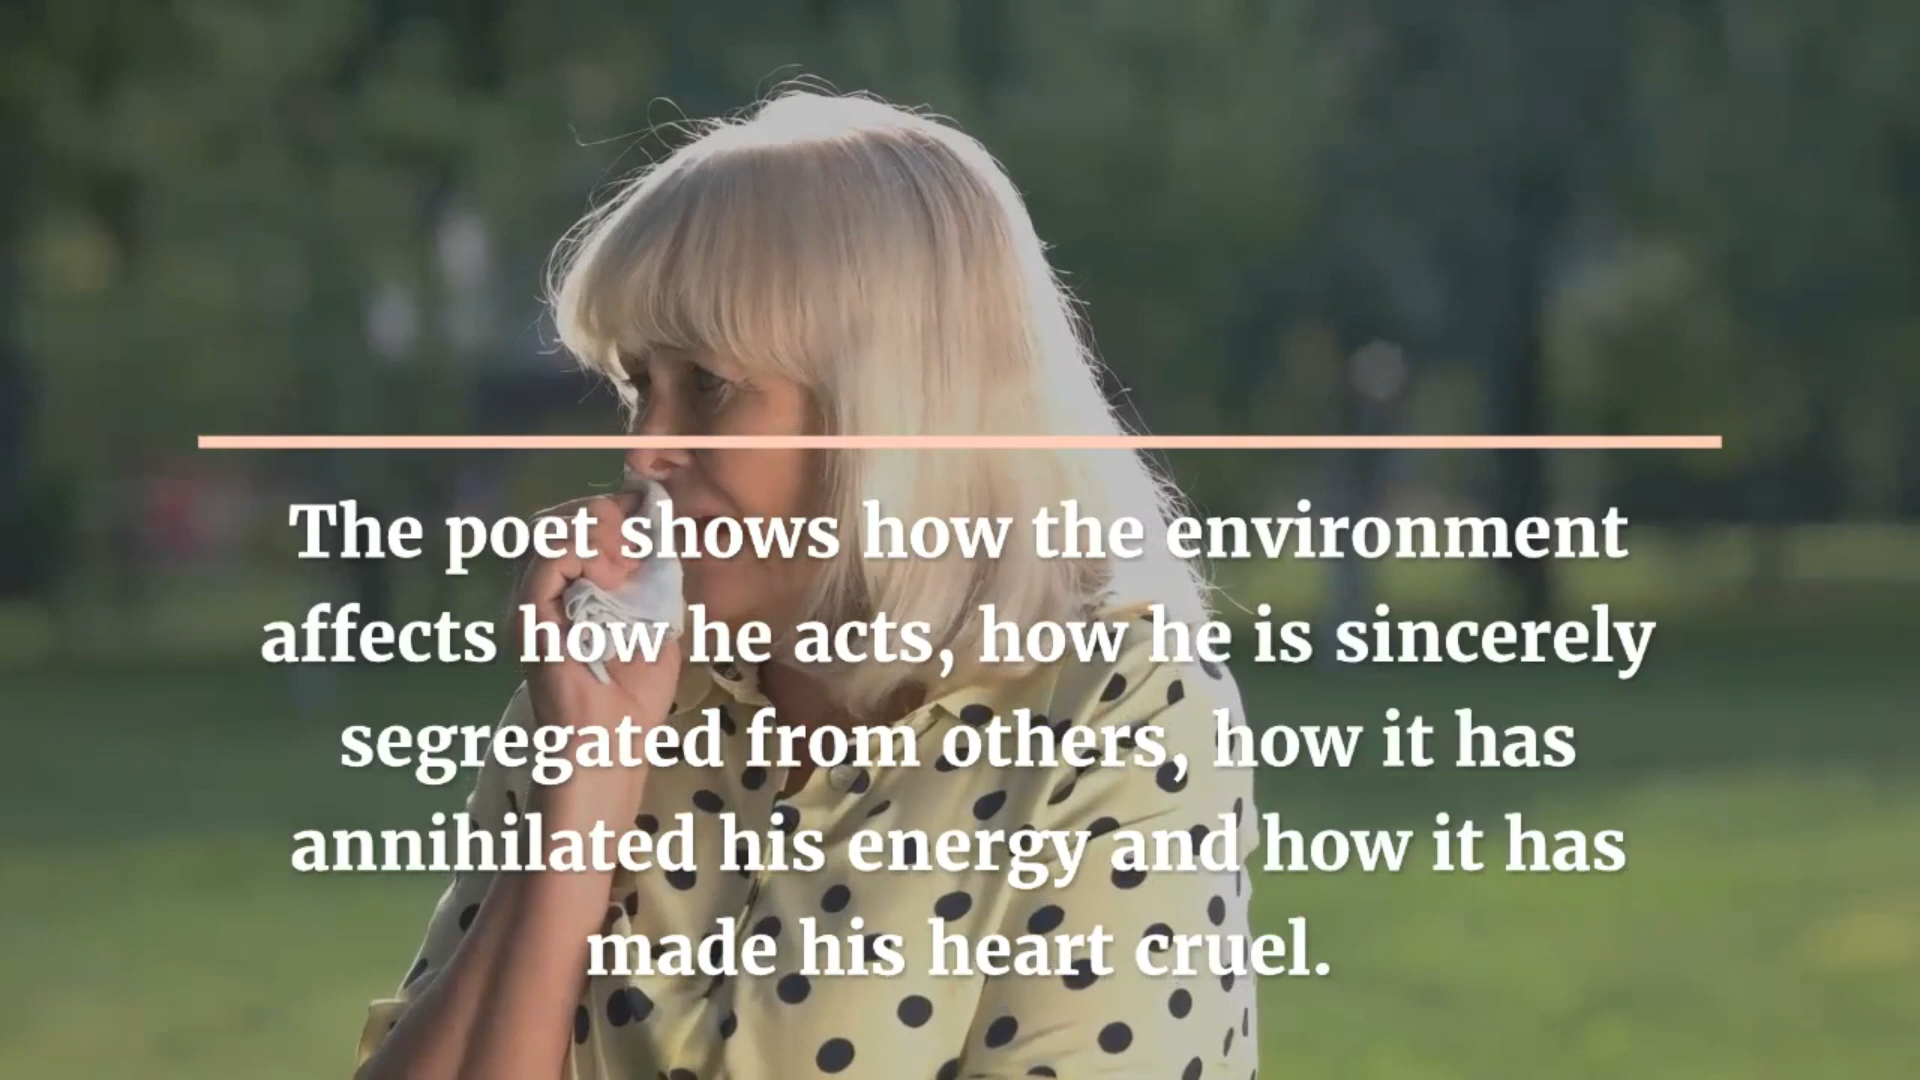 The poet shows how the environment
affects how he acts, how he is sincerely
segregated from others, how it has
annihilated his energy and how it has
made his heart cruel.